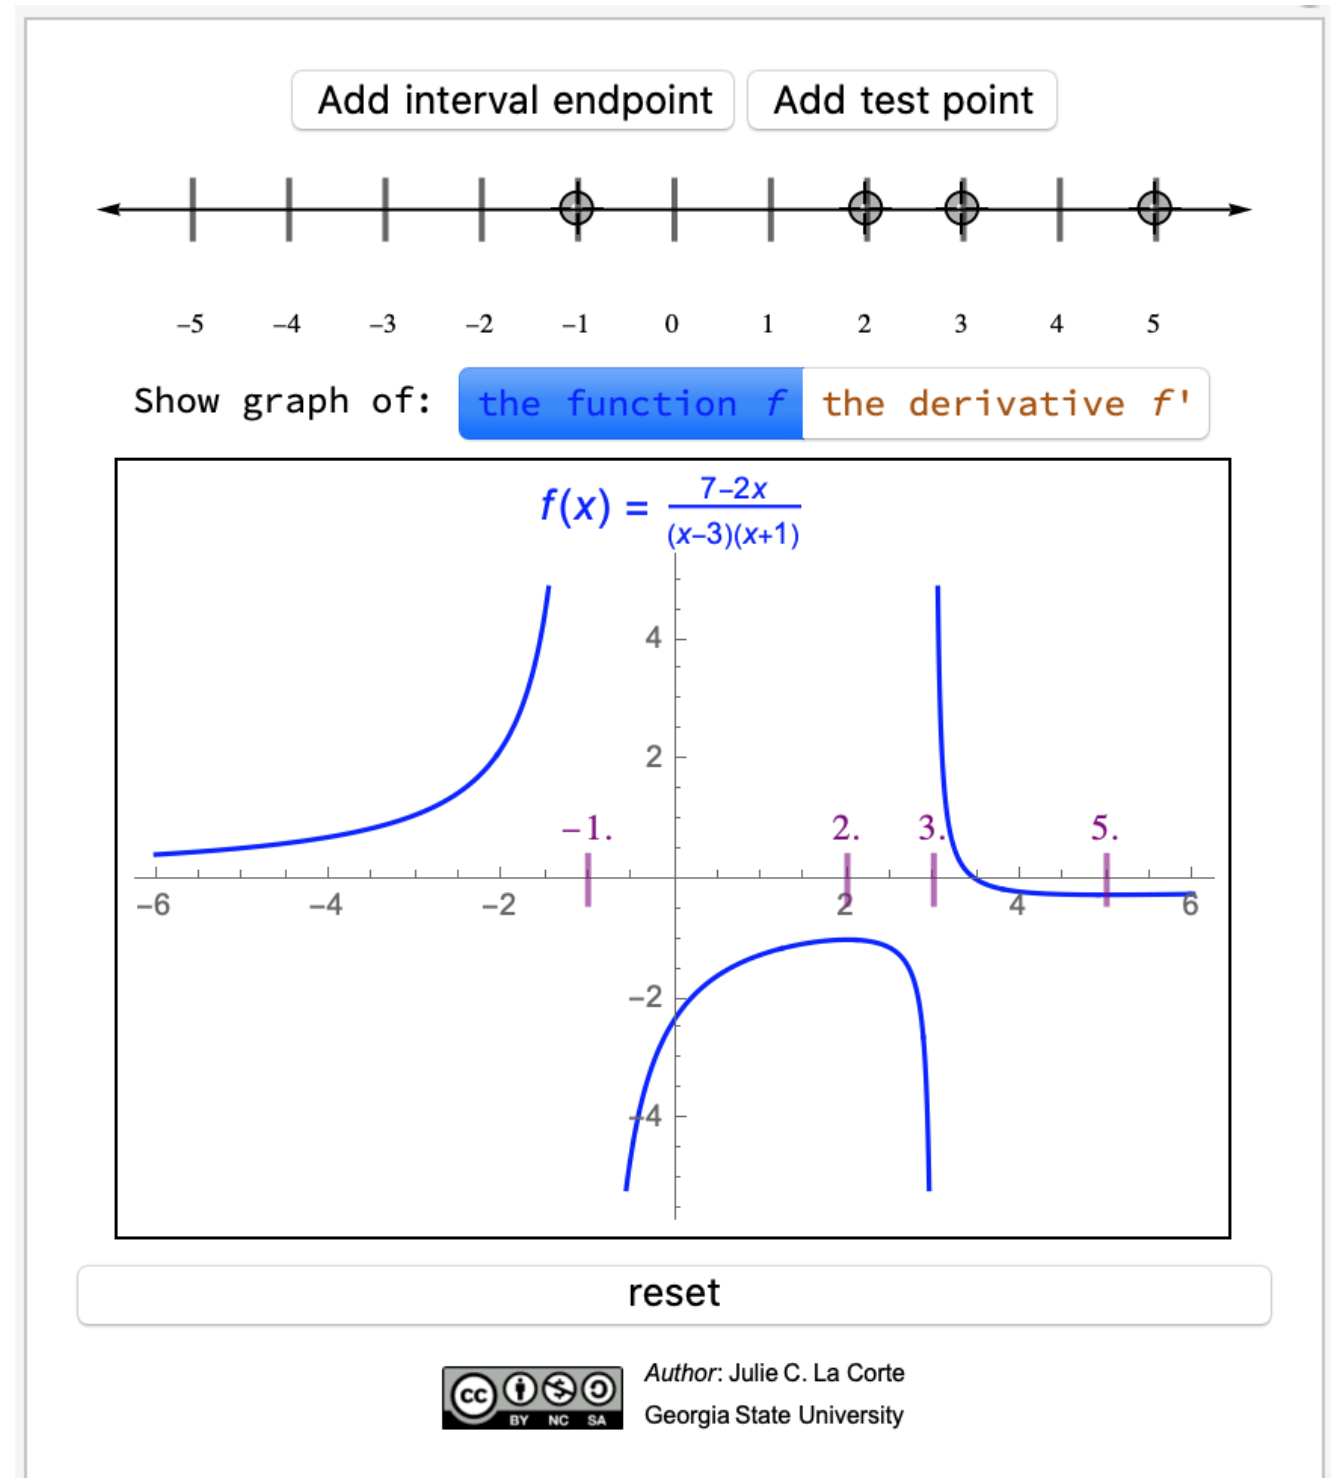 Add interval endpoint Add test point
−5 −4 −3 −2 −1 0 1 2 3 4 5
Show graph of: the function f the derivative f'
f(x) = 7−2x / (x−3)(x+1)
4
2
−1. 2. 3. 5.
−6 −4 −2 2 4 6
−2
−4
reset
cc BY NC SA
Author: Julie C. La Corte
Georgia State University